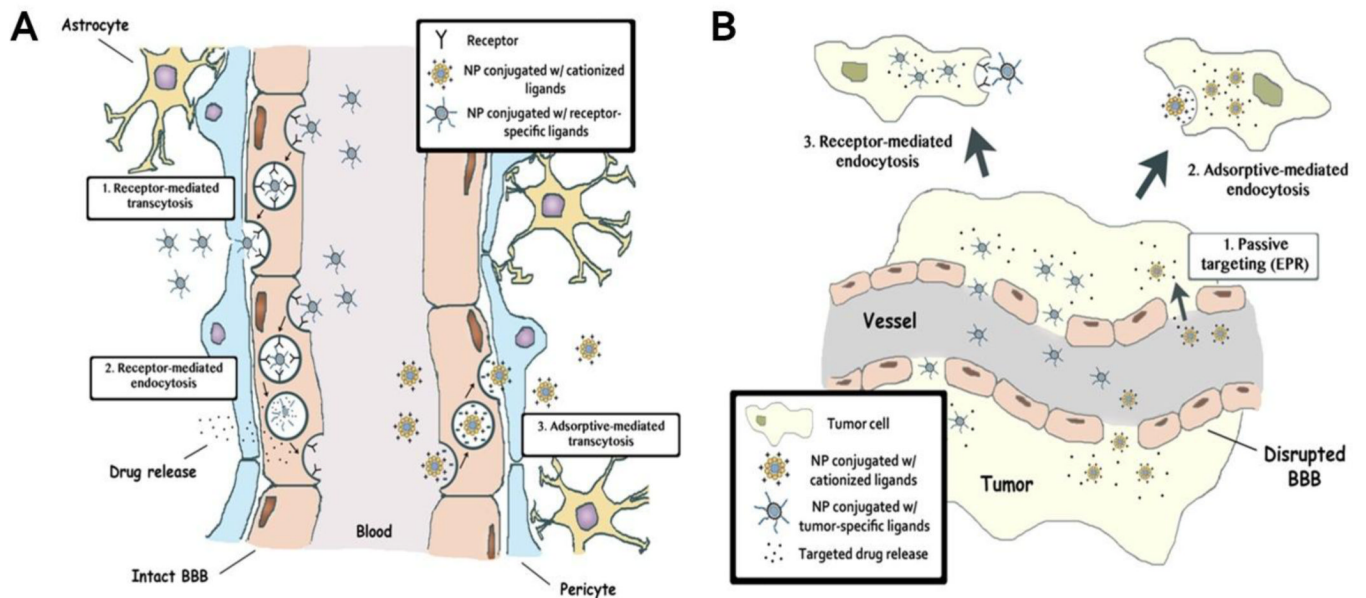 A
Astrocyte
Receptor
NP conjugated w/ cationized
ligands
NP conjugated w/ receptor-
specific ligands
1. Receptor-mediated
transcytosis
2. Receptor-mediated
endocytosis
3. Adsorptive-mediated
transcytosis
Drug release
Blood
Intact BBB
Pericyte
B
3. Receptor-mediated
endocytosis
2. Adsorptive-mediated
endocytosis
1. Passive
targeting (EPR)
Vessel
Tumor cell
NP conjugated w/
cationized ligands
NP conjugated w/
tumor-specific ligands
Targeted drug release
Tumor
Disrupted
BBB